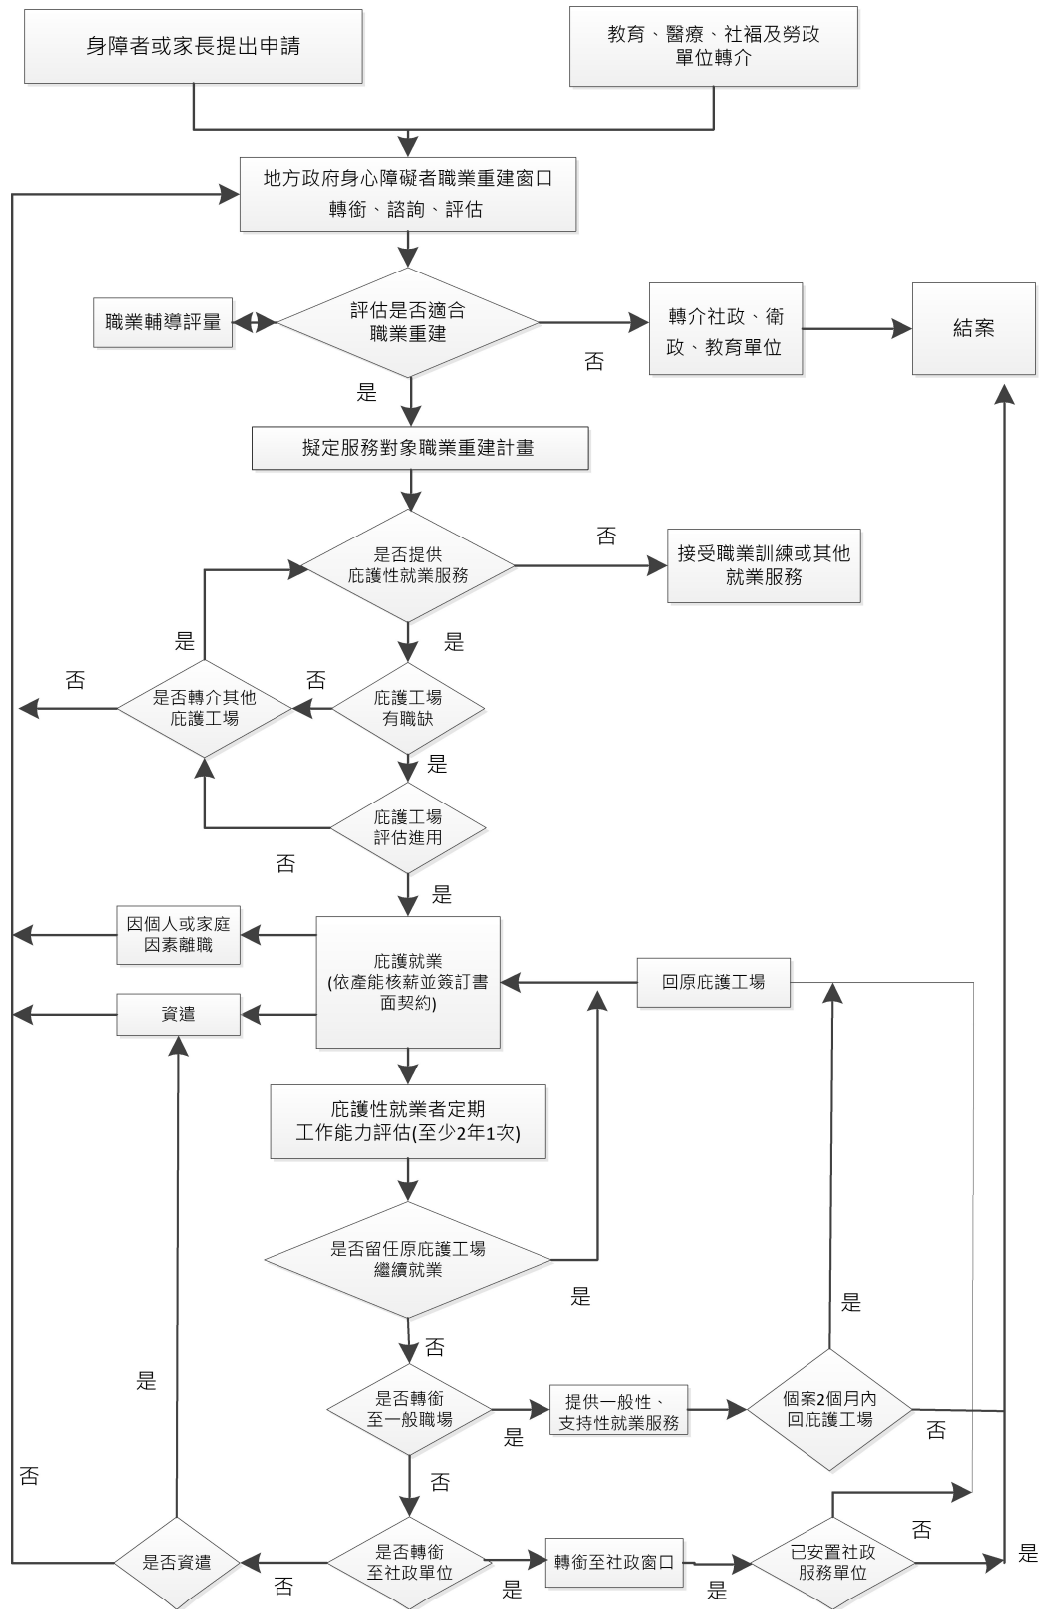 身障者或家長提出申請
教育、醫療、社福及勞政
單位轉介
地方政府身心障礙者職業重建窗口
轉銜、諮詢、評估
職業輔導評量
評估是否適合
職業重建
否
轉介社政、衛
政、教育單位
結案
是
擬定服務對象職業重建計畫
是否提供
庇護性就業服務
否
接受職業訓練或其他
就業服務
是
是
否
是否轉介其他
庇護工場
否
庇護工場
有職缺
是
庇護工場
評估進用
否
是
因個人或家庭
因素離職
資遣
庇護就業
(依產能核薪並簽訂書
面契約)
回原庇護工場
庇護性就業者定期
工作能力評估(至少2年1次)
是否留任原庇護工場
繼續就業
是
否
是否轉銜
至一般職場
是
提供一般性、
支持性就業服務
個案2個月內
回庇護工場
是
否
否
是否轉銜
至社政單位
是
轉銜至社政窗口
是
已安置社政
服務單位
否
是
否
是否資遣
是
否